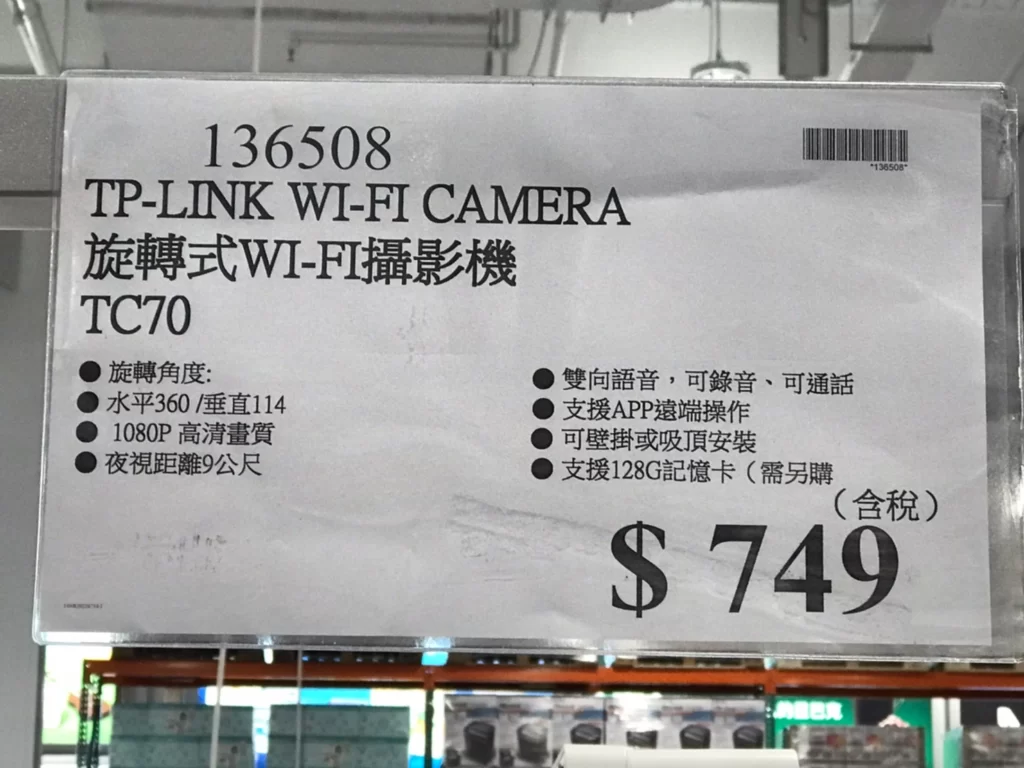 136508
*136508*
TP-LINK WI-FI CAMERA
旋轉式WI-FI攝影機
TC70
● 旋轉角度:
● 水平360 /垂直114
● 1080P 高清畫質
● 夜視距離9公尺
● 雙向語音，可錄音、可通話
● 支援APP遠端操作
● 可壁掛或吸頂安裝
● 支援128G記憶卡（需另購
（含稅）
$ 749